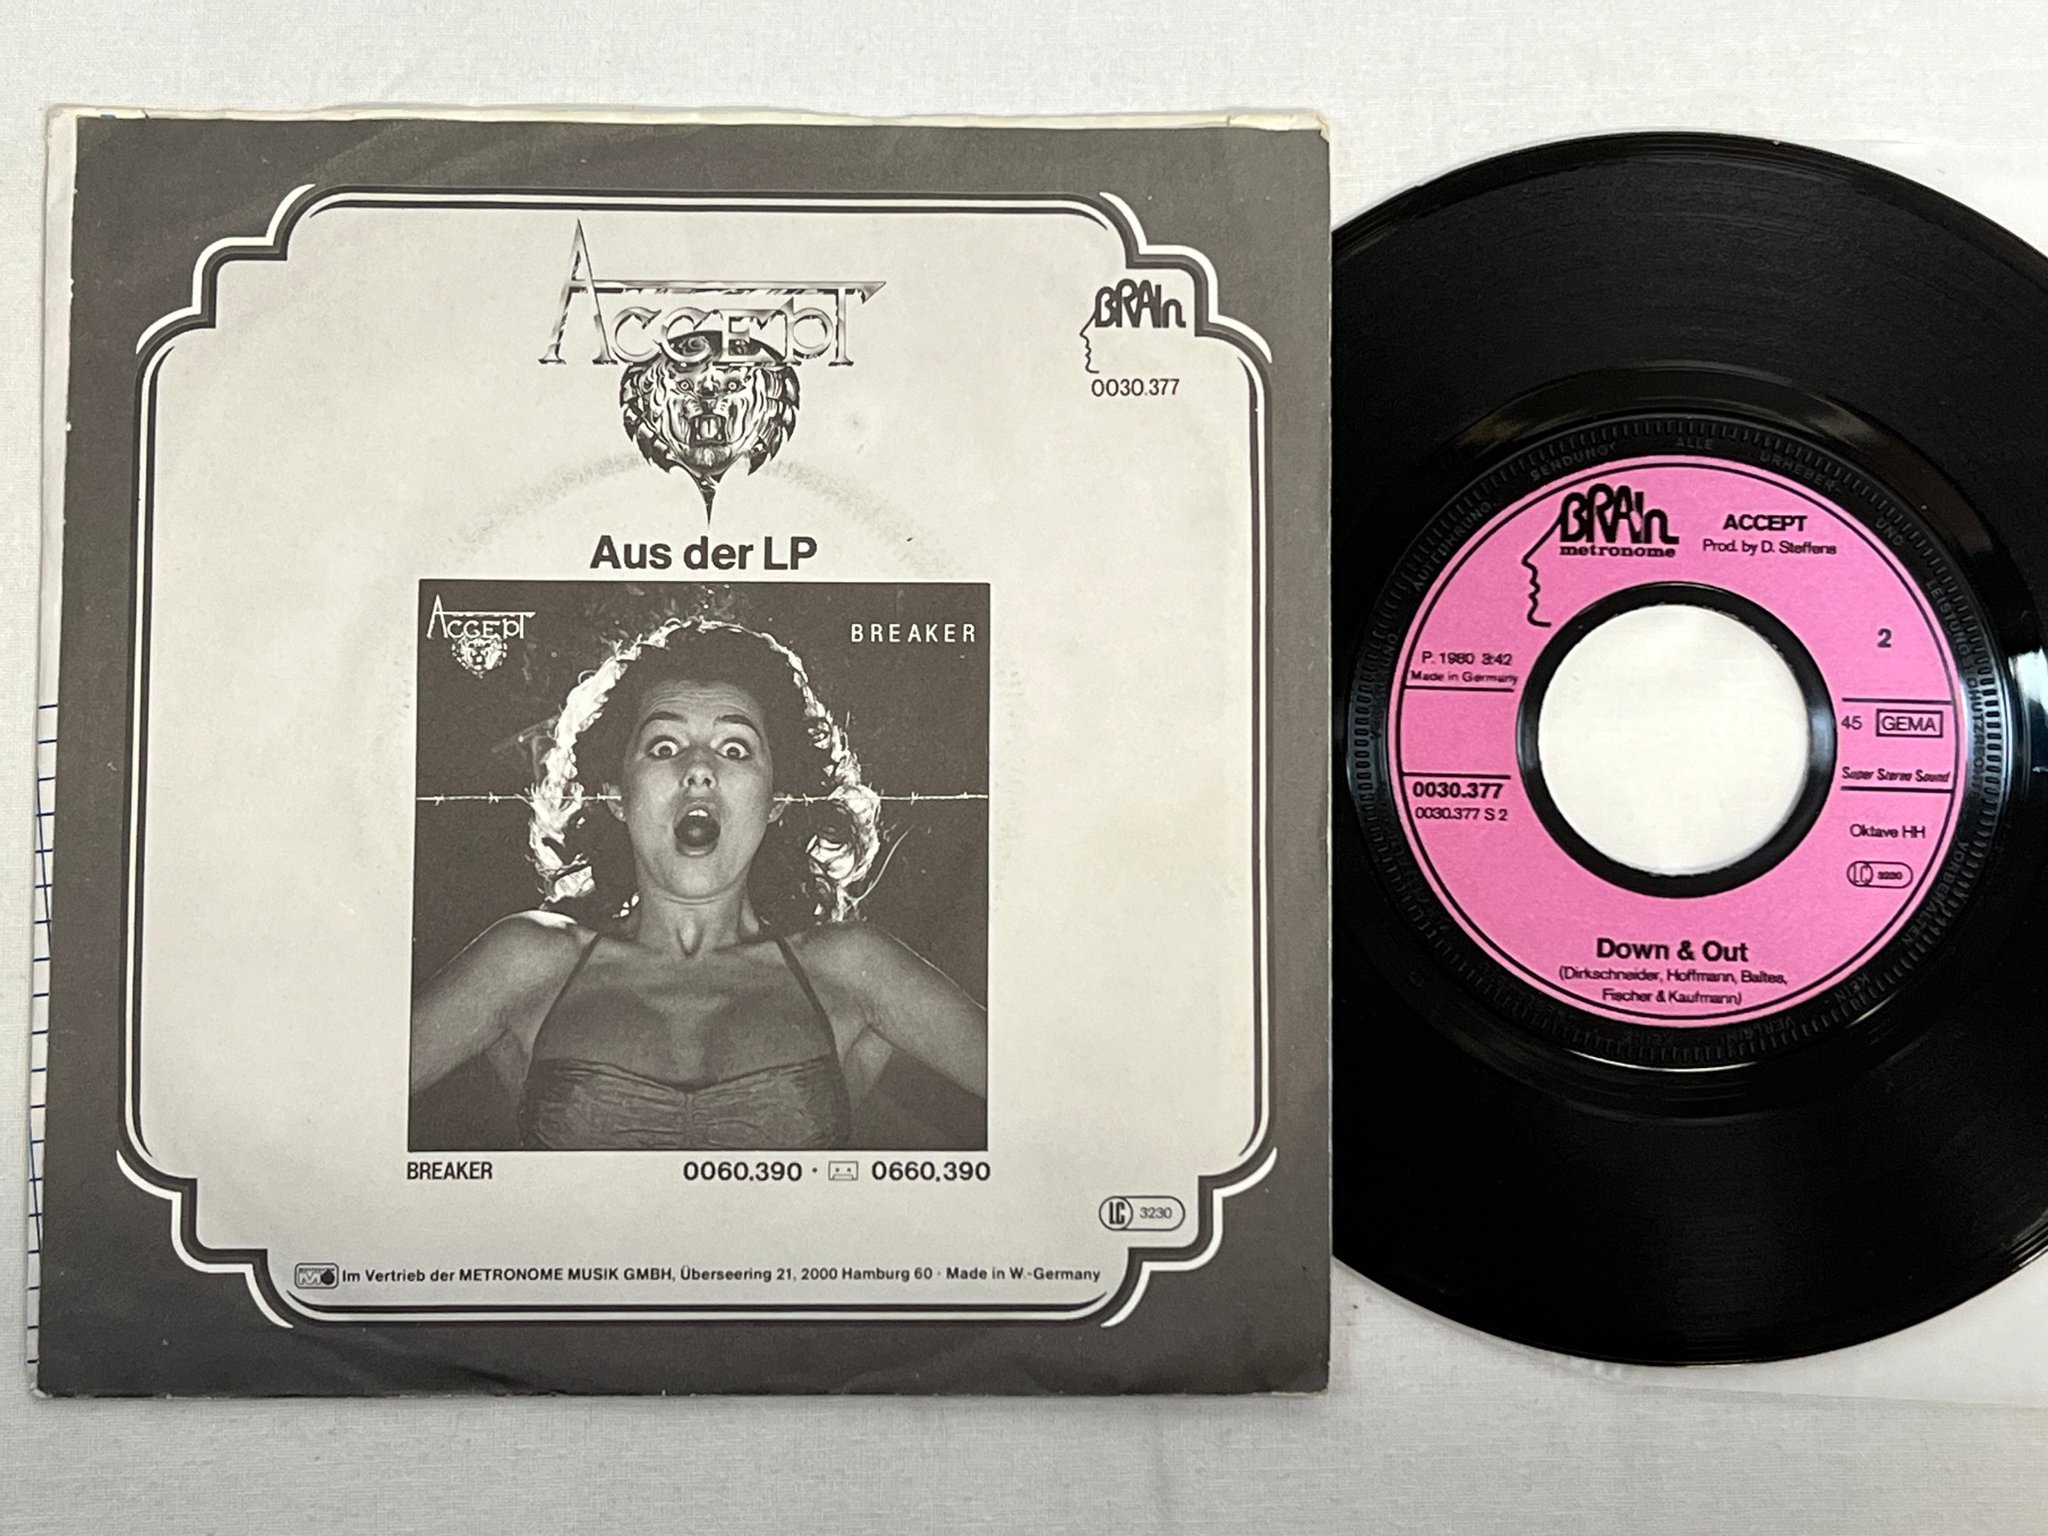 ACCEPT
BRAIN
0030.377
Aus der LP
ACCEPT
BREAKER
BREAKER 0060.390 · 0660.390
LC 3230
Im Vertrieb der METRONOME MUSIK GMBH, Überseering 21, 2000 Hamburg 60 · Made in W.-Germany
BRAIN
metronome
ACCEPT
Prod. by D. Steffens
2
P. 1980 3:42
Made in Germany
45 GEMA
Super Stereo Sound
0030.377
0030.377 S 2
Oktave HH
LC 3230
Down & Out
(Dirkschneider, Hoffmann, Baltes,
Fischer & Kaufmann)
ALLE URHEBER- UND